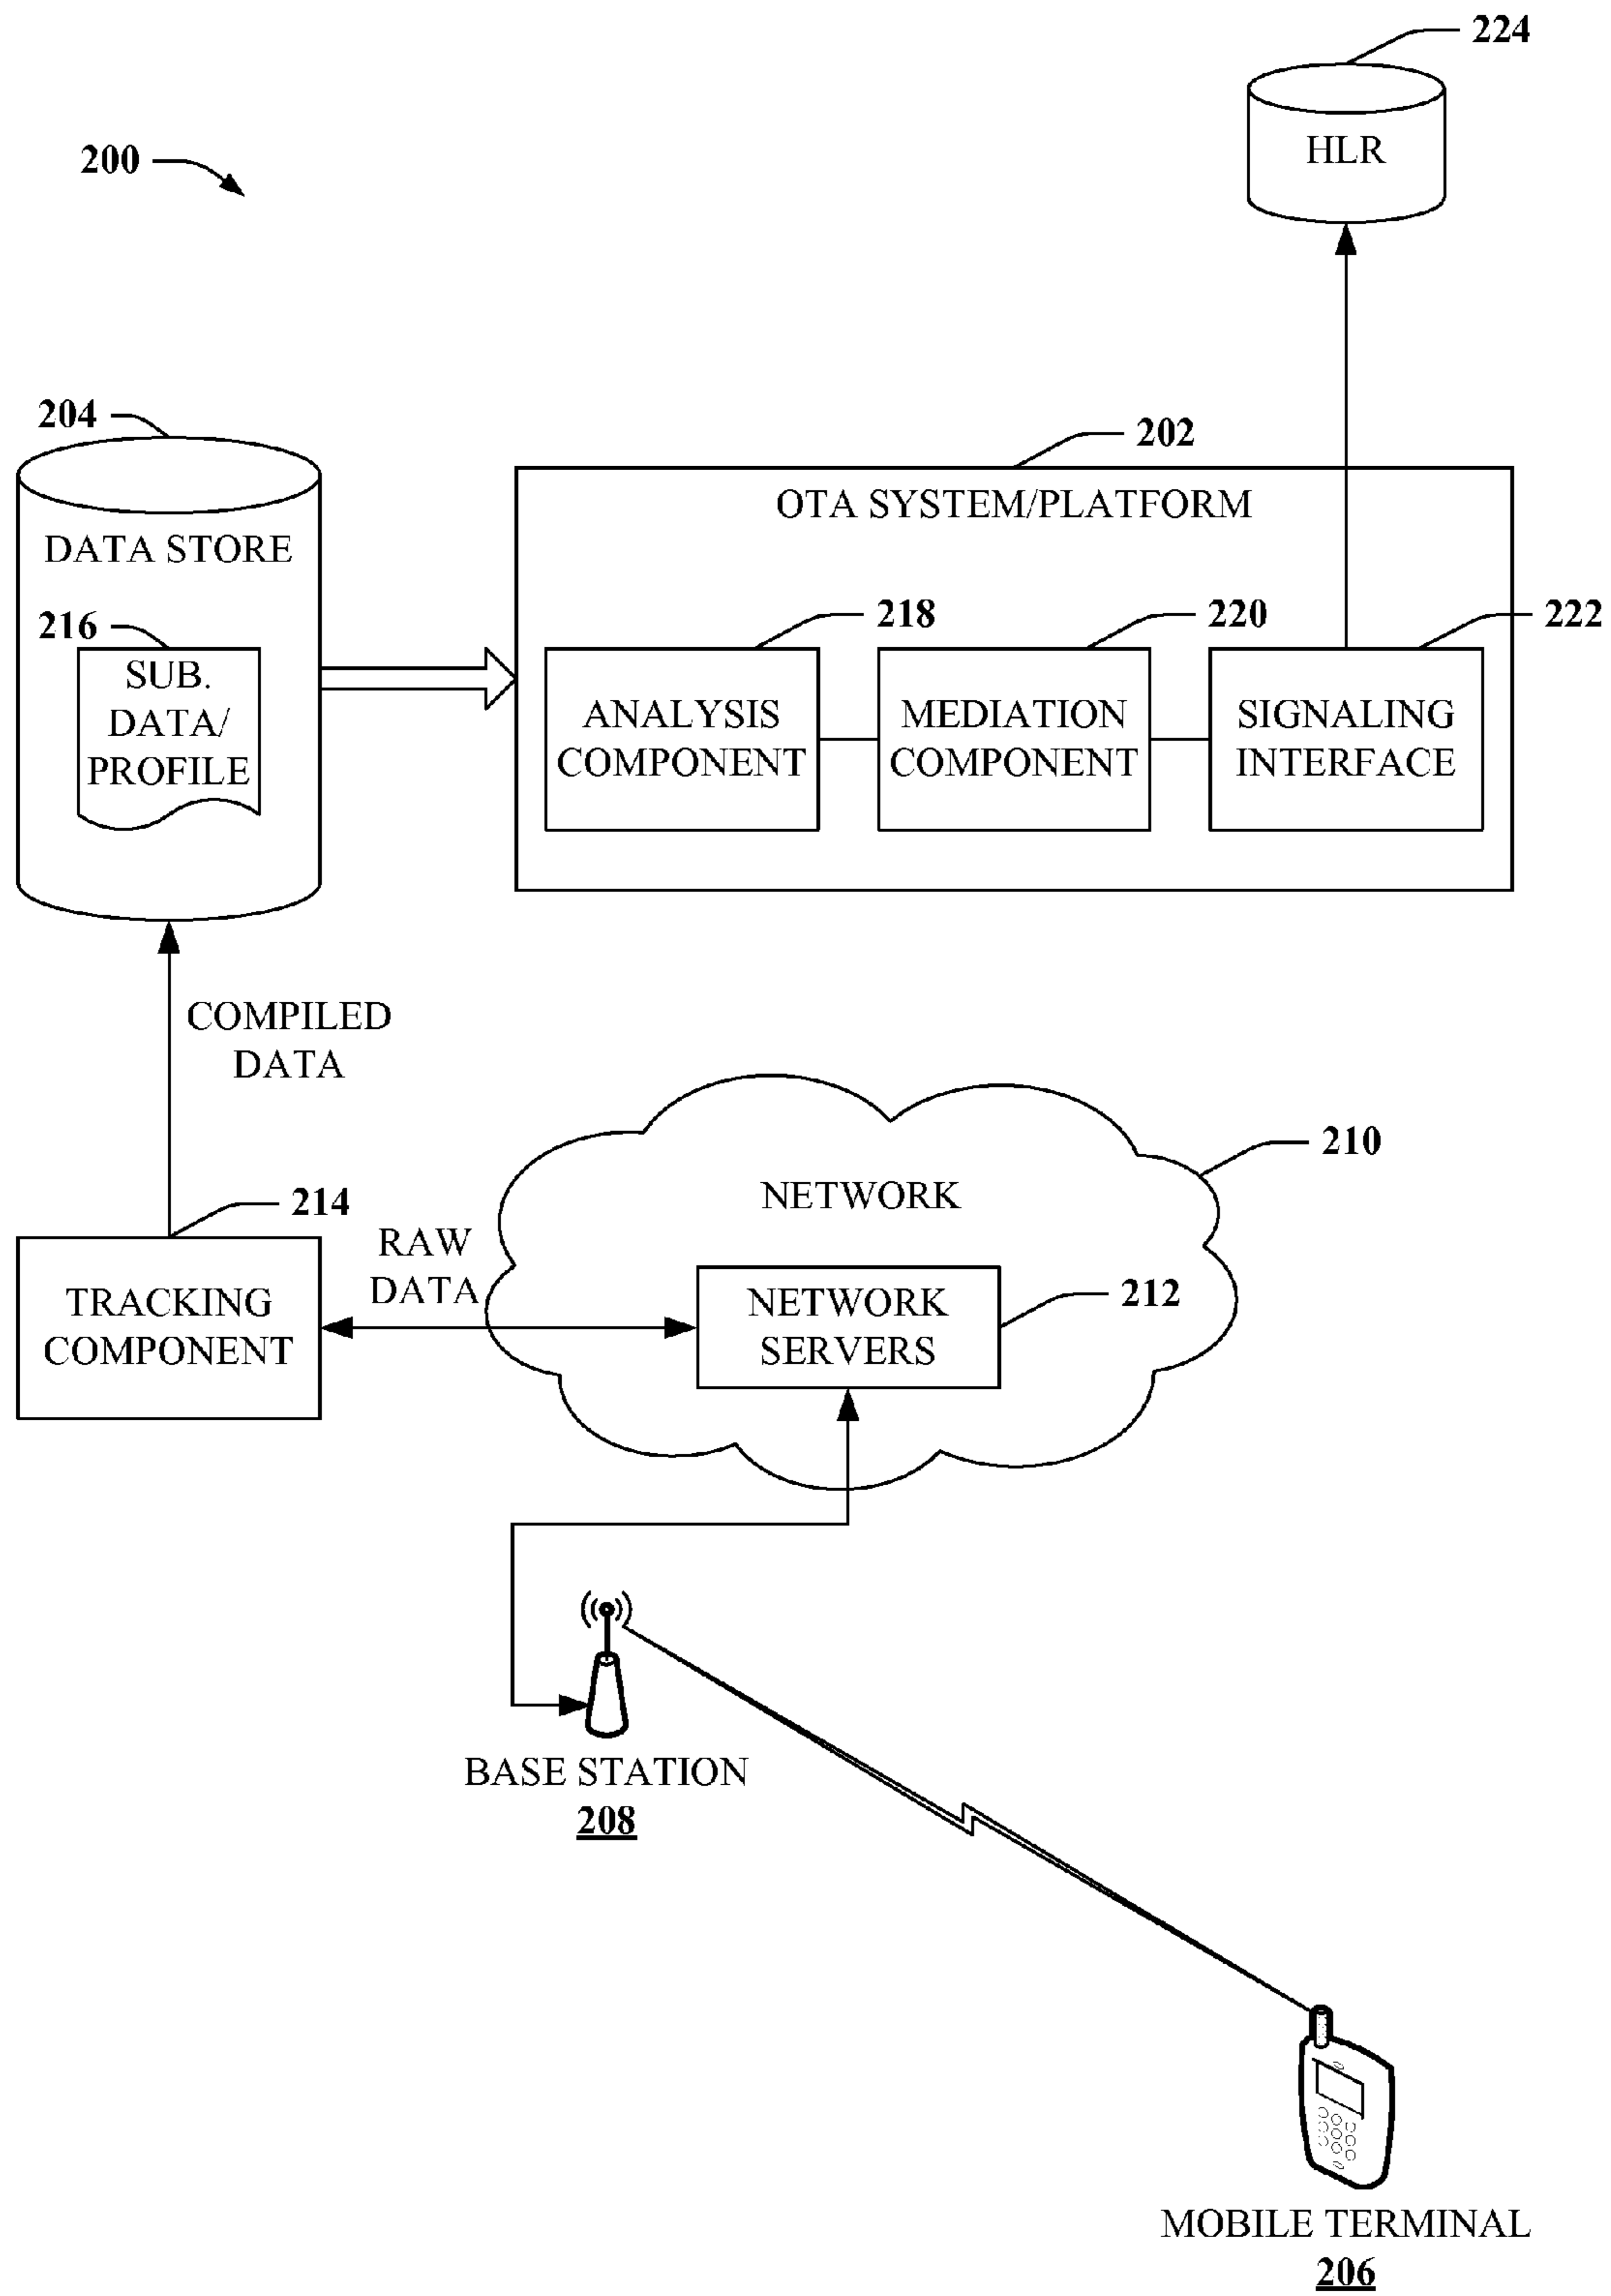 224
HLR
200
204
202
DATA STORE
OTA SYSTEM/PLATFORM
216
218
220
222
SUB.
DATA/
PROFILE
ANALYSIS
COMPONENT
MEDIATION
COMPONENT
SIGNALING
INTERFACE
COMPILED
DATA
210
NETWORK
214
RAW
DATA
TRACKING
COMPONENT
NETWORK
SERVERS
212
BASE STATION
208
MOBILE TERMINAL
206